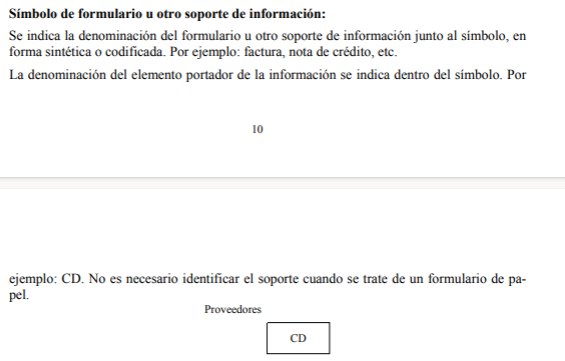 Símbolo de formulario u otro soporte de información:
Se indica la denominación del formulario u otro soporte de información junto al símbolo, en
forma sintética o codificada. Por ejemplo: factura, nota de crédito, etc.
La denominación del elemento portador de la información se indica dentro del símbolo. Por
10
ejemplo: CD. No es necesario identificar el soporte cuando se trate de un formulario de pa-
pel.
Proveedores
CD